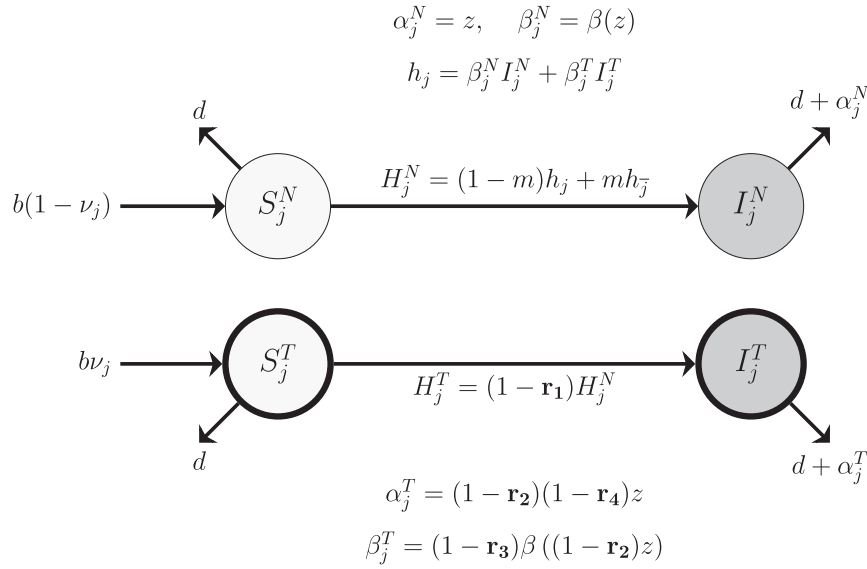 α_j^N = z,  β_j^N = β(z)
h_j = β_j^N I_j^N + β_j^T I_j^T
d
d + α_j^N
b(1 − ν_j)
S_j^N
H_j^N = (1 − m)h_j + mh_j̅
I_j^N
bν_j
S_j^T
H_j^T = (1 − r₁)H_j^N
I_j^T
d
d + α_j^T
α_j^T = (1 − r₂)(1 − r₄)z
β_j^T = (1 − r₃)β ((1 − r₂)z)